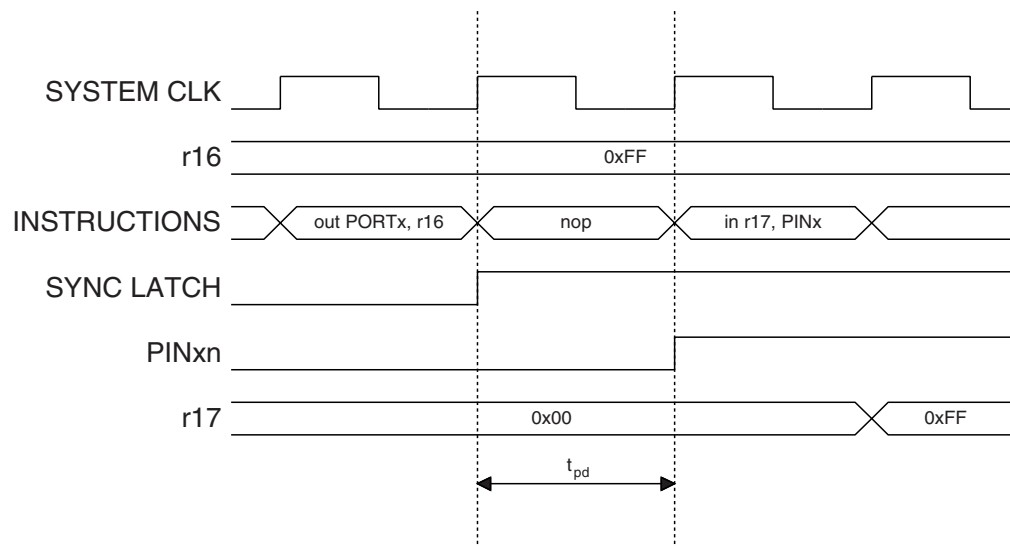 SYSTEM CLK
r16
0xFF
INSTRUCTIONS
out PORTx, r16
nop
in r17, PINx
SYNC LATCH
PINxn
r17
0x00
0xFF
tpd